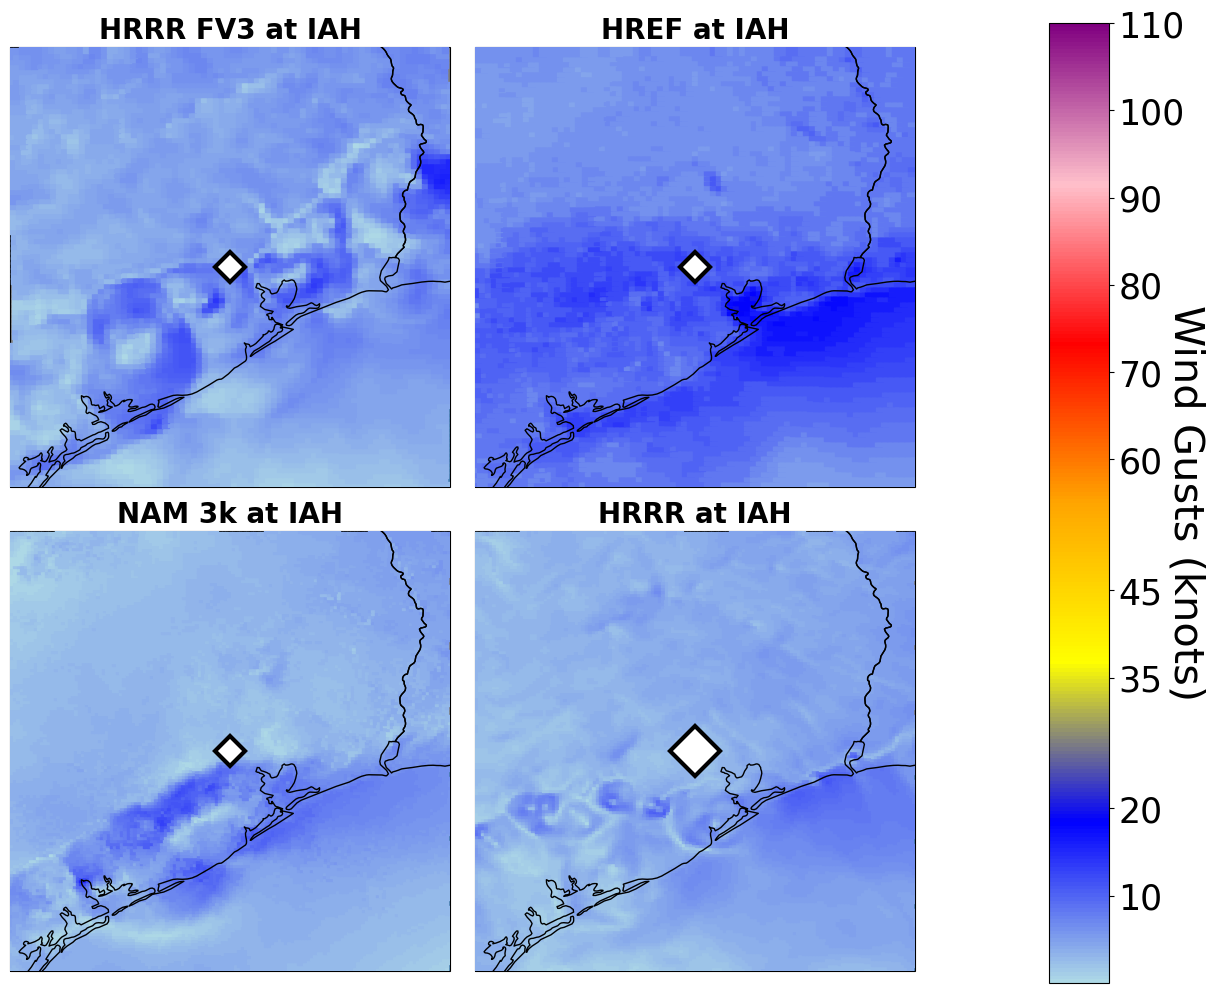 HRRR FV3 at IAH
HREF at IAH
NAM 3k at IAH
HRRR at IAH
110
100
90
80
70
60
45
35
20
10
Wind Gusts (knots)